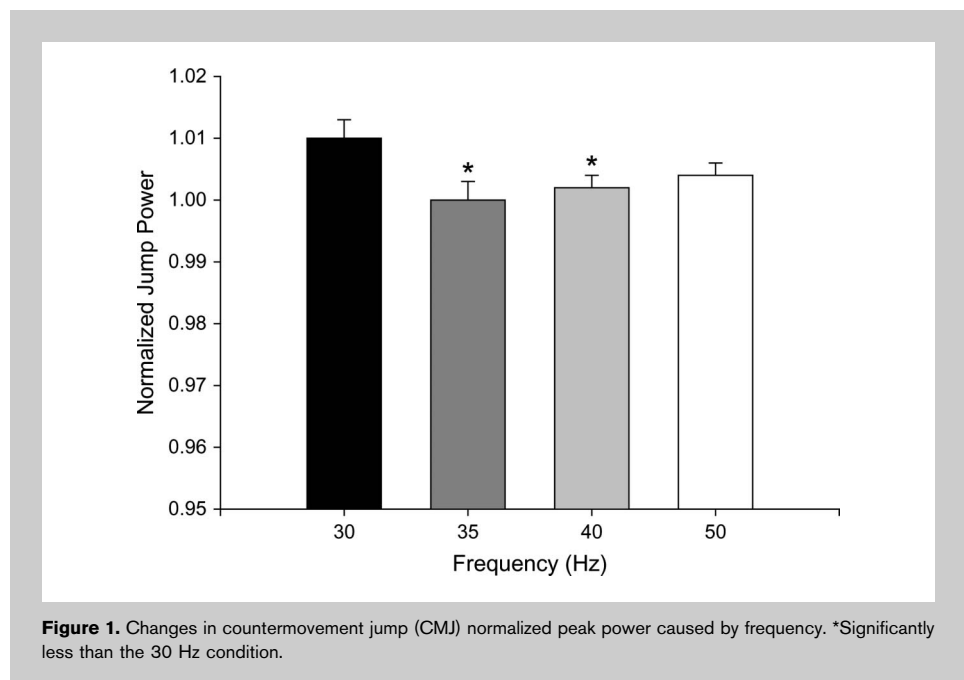 1.02
1.01
1.00
0.99
0.98
0.97
0.96
0.95
Normalized Jump Power
*
*
30 35 40 50
Frequency (Hz)
Figure 1. Changes in countermovement jump (CMJ) normalized peak power caused by frequency. *Significantly
less than the 30 Hz condition.